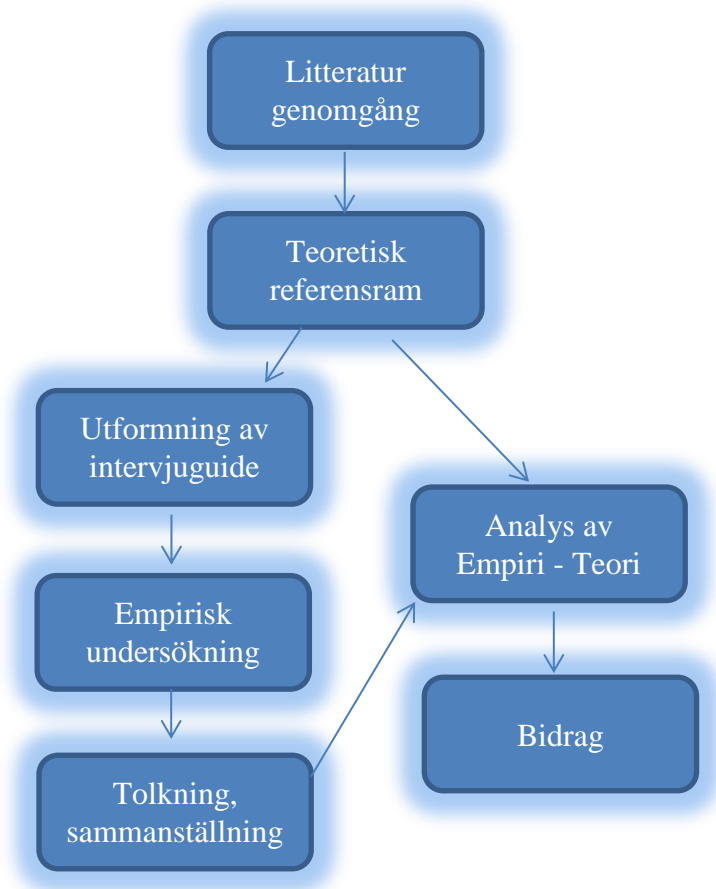 Litteratur
genomgång
Teoretisk
referensram
Utformning av
intervjuguide
Empirisk
undersökning
Tolkning,
sammanställning
Analys av
Empiri - Teori
Bidrag